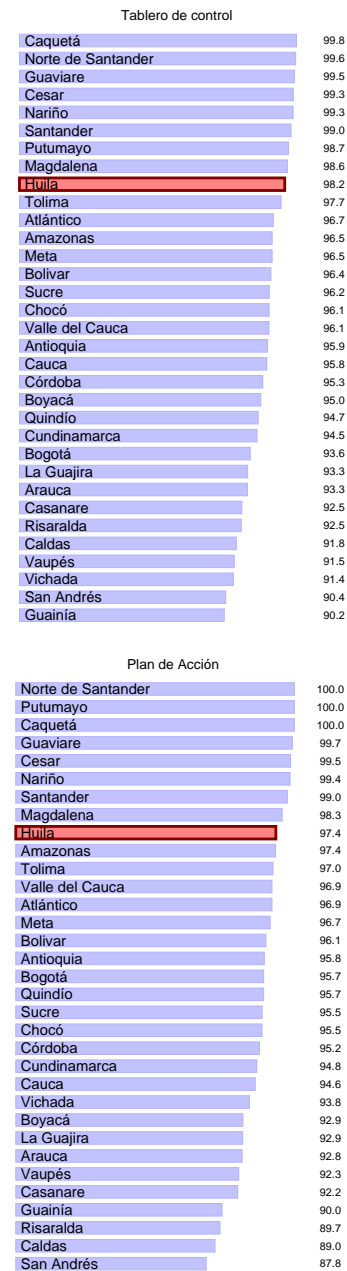 Tablero de control
Caquetá 99.8
Norte de Santander 99.6
Guaviare 99.5
Cesar 99.3
Nariño 99.3
Santander 99.0
Putumayo 98.7
Magdalena 98.6
Huila 98.2
Tolima 97.7
Atlántico 96.7
Amazonas 96.5
Meta 96.5
Bolivar 96.4
Sucre 96.2
Chocó 96.1
Valle del Cauca 96.1
Antioquia 95.9
Cauca 95.8
Córdoba 95.3
Boyacá 95.0
Quindío 94.7
Cundinamarca 94.5
Bogotá 93.6
La Guajira 93.3
Arauca 93.3
Casanare 92.5
Risaralda 92.5
Caldas 91.8
Vaupés 91.5
Vichada 91.4
San Andrés 90.4
Guainía 90.2
Plan de Acción
Norte de Santander 100.0
Putumayo 100.0
Caquetá 100.0
Guaviare 99.7
Cesar 99.5
Nariño 99.4
Santander 99.0
Magdalena 98.3
Huila 97.4
Amazonas 97.4
Tolima 97.0
Valle del Cauca 96.9
Atlántico 96.9
Meta 96.7
Bolivar 96.1
Antioquia 95.8
Bogotá 95.7
Quindío 95.7
Sucre 95.5
Chocó 95.5
Córdoba 95.2
Cundinamarca 94.8
Cauca 94.6
Vichada 93.8
Boyacá 92.9
La Guajira 92.9
Arauca 92.8
Vaupés 92.3
Casanare 92.2
Guainía 90.0
Risaralda 89.7
Caldas 89.0
San Andrés 87.8